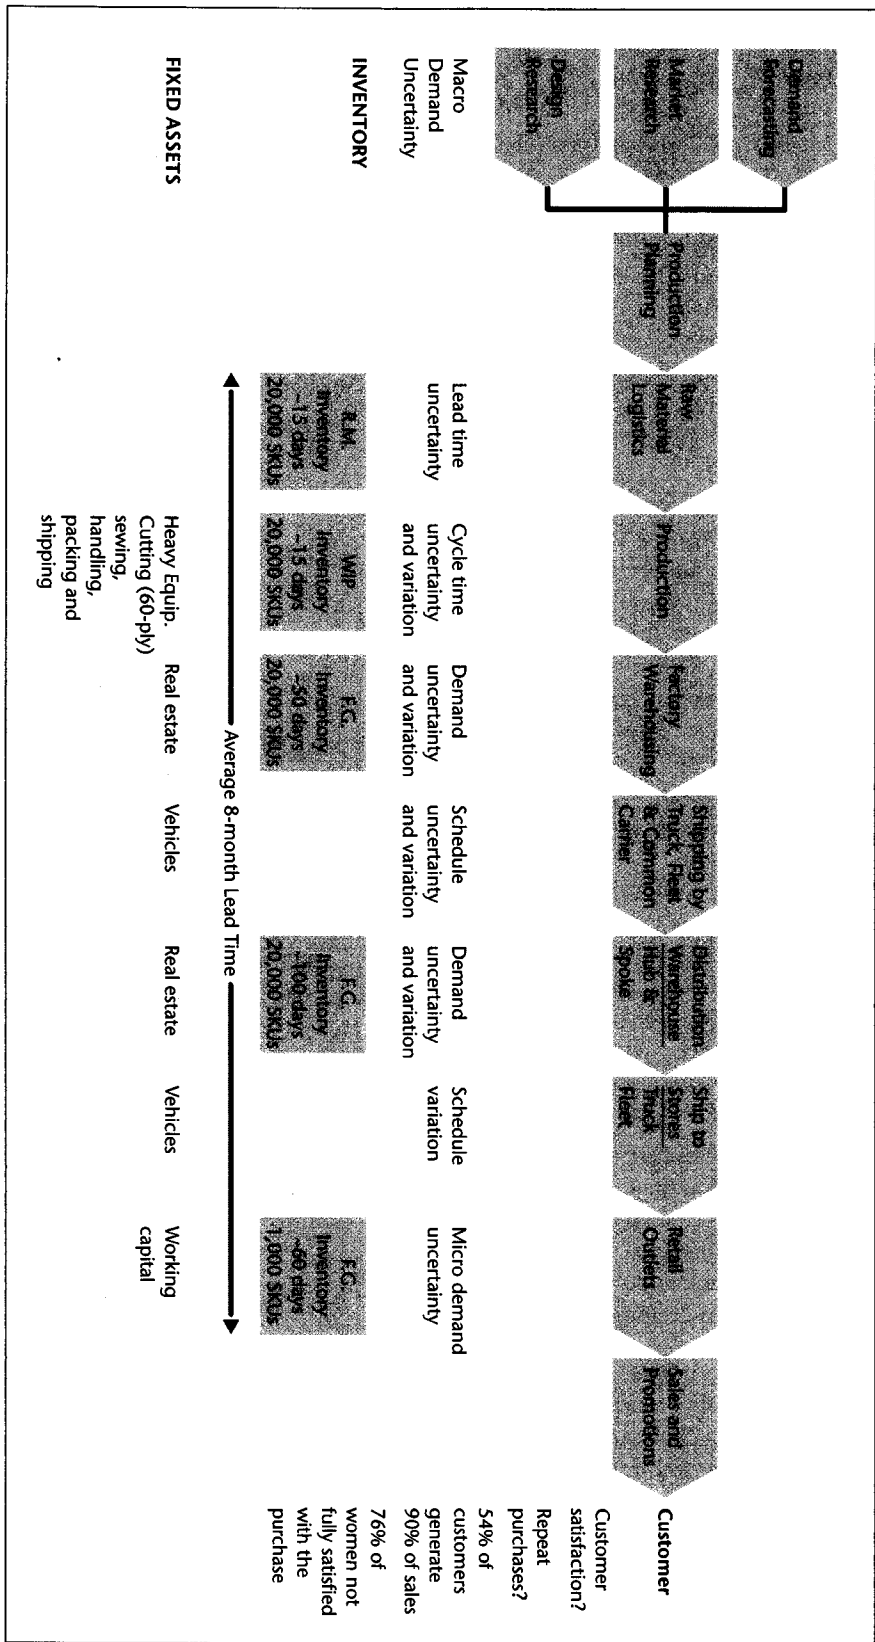 Demand
Forecasting
Market
Research
Design
Research
Production
Planning
Raw
Material
Logistics
Production
Factory
Warehousing
Shipping by
Truck, Fleet
& Common
Carrier
Distribution
Warehouse
Hub &
Spoke
Ship to
Stores
Truck
Fleet
Retail
Outlets
Sales and
Promotions
Customer
Customer
satisfaction?
Repeat
purchases?
54% of
customers
generate
90% of sales
76% of
women not
fully satisfied
with the
purchase
Macro
Demand
Uncertainty
Lead time
uncertainty
Cycle time
uncertainty
and variation
Demand
uncertainty
and variation
Schedule
uncertainty
and variation
Demand
uncertainty
and variation
Schedule
variation
Micro demand
uncertainty
INVENTORY
R.M.
Inventory
~15 days
20,000 SKUs
WIP
Inventory
~15 days
20,000 SKUs
F.G.
Inventory
~50 days
20,000 SKUs
F.G.
Inventory
~100 days
20,000 SKUs
F.G.
Inventory
~60 days
1,000 SKUs
Average 8-month Lead Time
FIXED ASSETS
Heavy Equip.
Cutting (60-ply)
sewing,
handling,
packing and
shipping
Real estate
Vehicles
Real estate
Vehicles
Working
capital